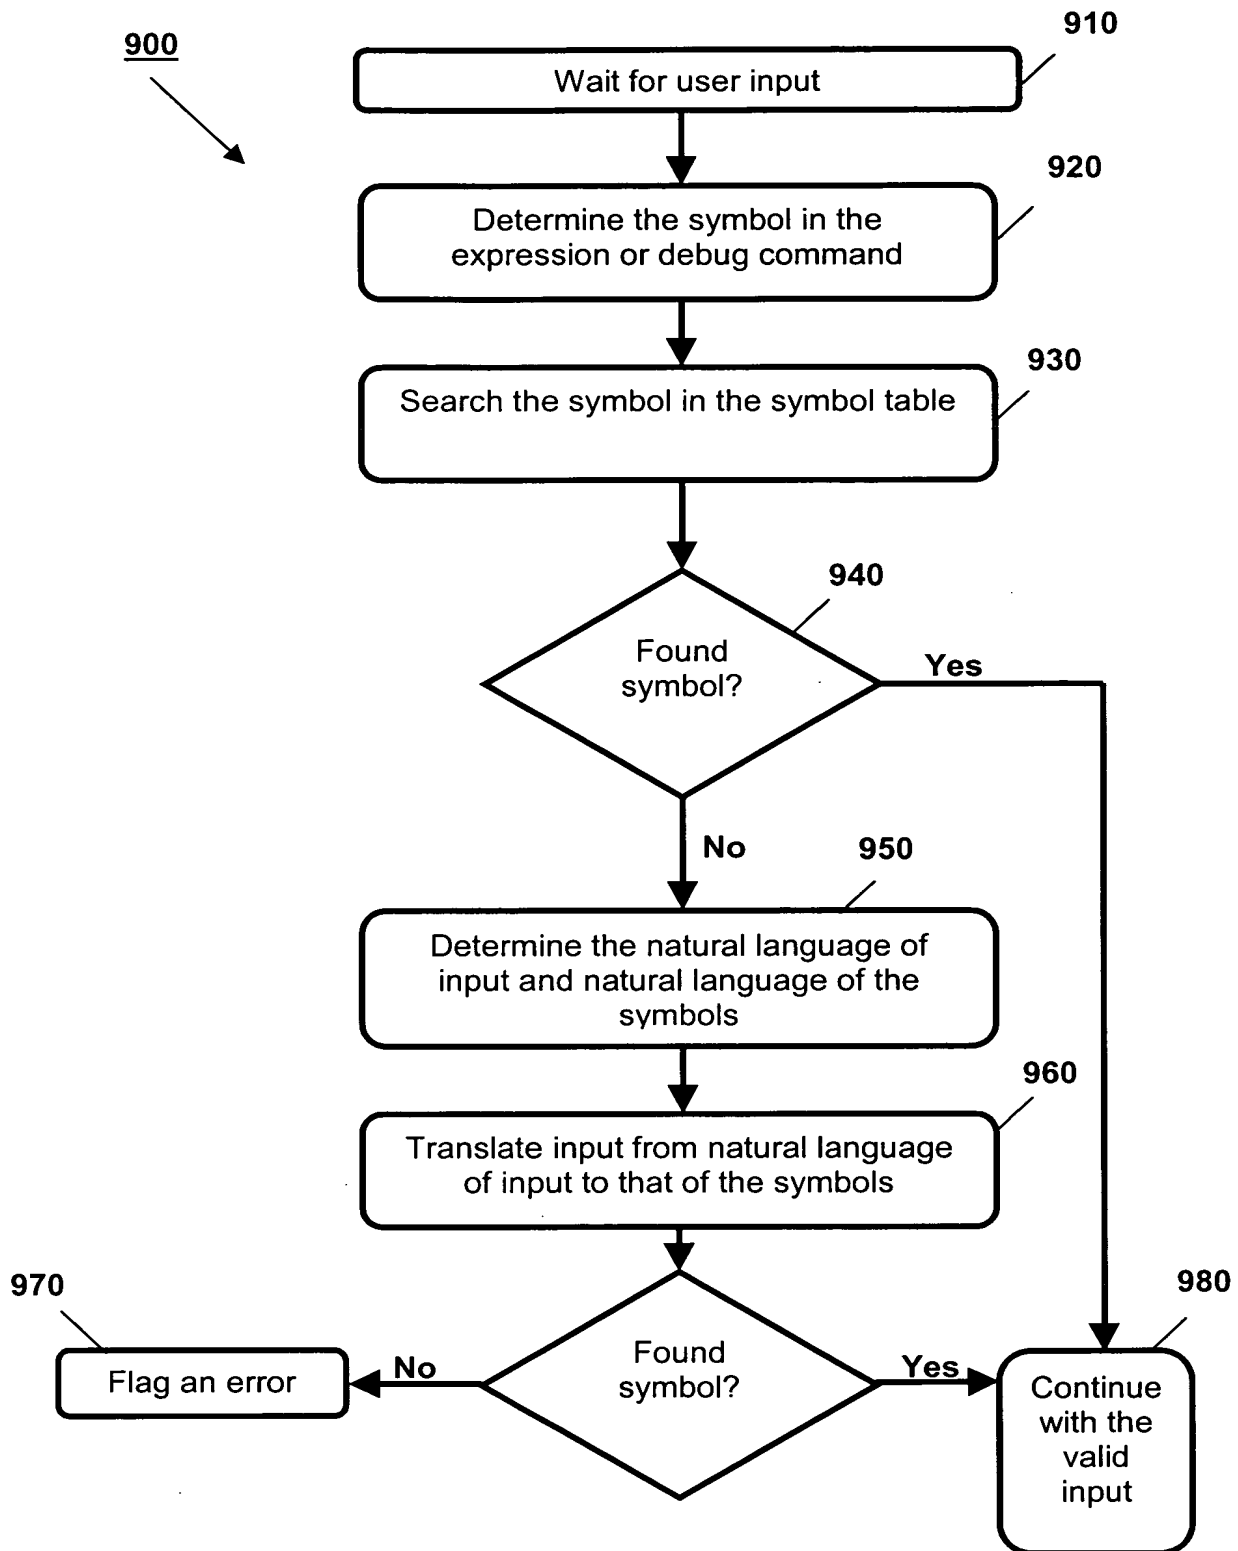 900
910
Wait for user input
920
Determine the symbol in the
expression or debug command
930
Search the symbol in the symbol table
940
Found
symbol?
Yes
No
950
Determine the natural language of
input and natural language of the
symbols
960
Translate input from natural language
of input to that of the symbols
970
Flag an error
No
Found
symbol?
Yes
980
Continue
with the
valid
input